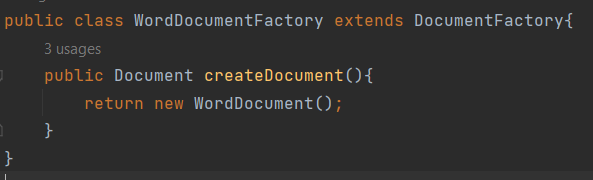 public class WordDocumentFactory extends DocumentFactory{
3 usages
public Document createDocument(){
return new WordDocument();
}
}